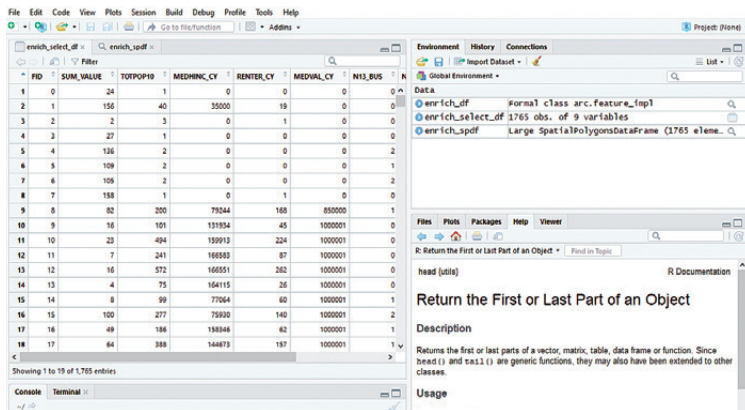 File Edit Code View Plots Session Build Debug Profile Tools Help
Go to file/function Addins Project: (None)
enrich_select_df enrich_spdf
Filter
FID SUM_VALUE TOTPOP10 MEDHINC_CY RENTER_CY MEDVAL_CY N13_BUS N
1 0 24 1 0 0 0 0
2 1 156 40 35000 19 0 0
3 2 2 3 0 1 0 0
4 3 27 1 0 0 0 0
5 4 136 2 0 0 0 2
6 5 109 2 0 0 0 1
7 6 105 2 0 0 0 2
8 7 158 1 0 1 0 0
9 8 82 200 79244 168 850000 1
10 9 16 101 131934 45 1000001 0
11 10 23 494 159913 224 1000001 0
12 11 7 241 166583 87 1000001 0
13 12 16 572 166551 262 1000001 0
14 13 4 75 164115 26 1000001 0
15 14 8 99 77064 60 1000001 1
16 15 100 277 75930 140 1000001 2
17 16 49 186 158346 62 1000001 1
18 17 64 388 144673 197 1000001 1
Showing 1 to 19 of 1,765 entries
Console Terminal
~/
Environment History Connections
Import Dataset List
Global Environment
Data
enrich_df Formal class arc.feature_impl
enrich_select_df 1765 obs. of 9 variables
enrich_spdf Large SpatialPolygonsDataFrame (1765 eleme…
Files Plots Packages Help Viewer
R: Return the First or Last Part of an Object Find in Topic
head {utils} R Documentation
Return the First or Last Part of an Object
Description
Returns the first or last parts of a vector, matrix, table, data frame or function. Since
head() and tail() are generic functions, they may also have been extended to other
classes.
Usage